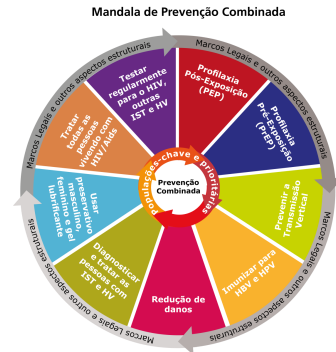 Mandala de Prevenção Combinada
Marcos Legais e outros aspectos estruturais
Testar
regularmente
para o HIV,
outras
IST e HV
Profilaxia
Pós-Exposição
(PEP)
Profilaxia
Pré-Exposição
(PrEP)
Prevenir a
Transmissão
Vertical
Imunizar para
HBV e HPV
Redução de
danos
Diagnosticar
e tratar as
pessoas com
IST e HV
Usar
preservativo
masculino,
feminino e gel
lubrificante
Tratar
todas as
pessoas
vivendo com
HIV/Aids
populações-chave e prioritárias
Prevenção
Combinada
Marcos Legais e outros aspectos estruturais
Marcos Legais e outros aspectos estruturais
Marcos Legais e outros aspectos estruturais